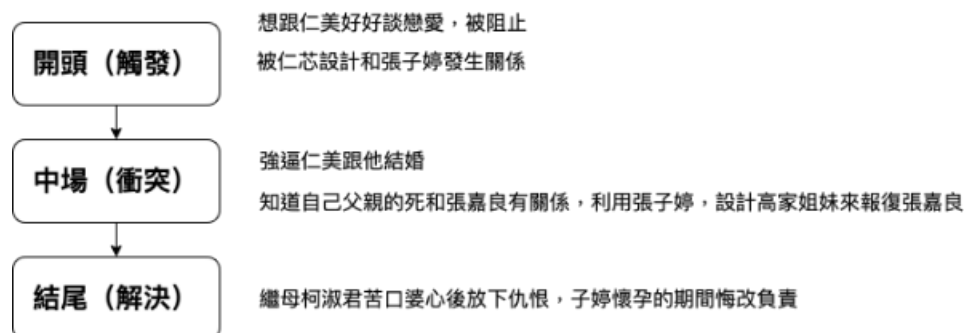 想跟仁美好好談戀愛，被阻止
開頭（觸發）
被仁芯設計和張子婷發生關係
強逼仁美跟他結婚
中場（衝突）
知道自己父親的死和張嘉良有關係，利用張子婷，設計高家姐妹來報復張嘉良
結尾（解決）
繼母柯淑君苦口婆心後放下仇恨，子婷懷孕的期間悔改負責